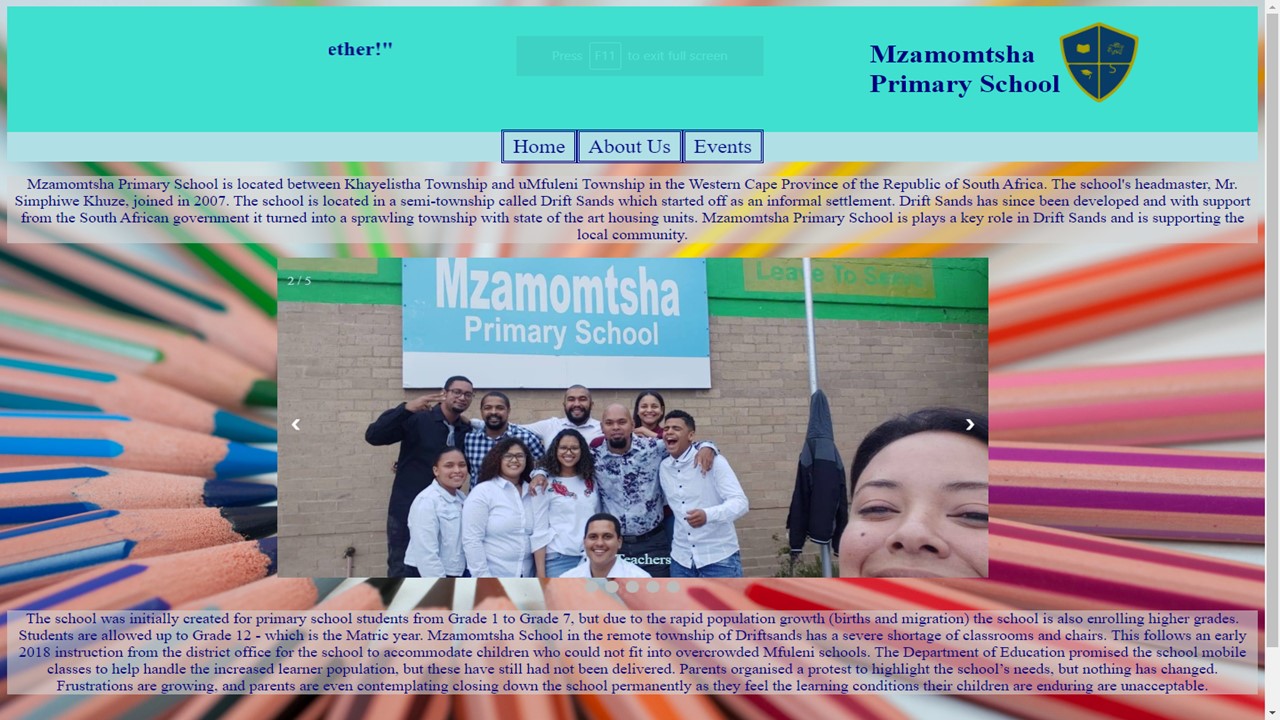 ether!"
Press F11 to exit full screen
Mzamomtsha
Primary School
S
Home About Us Events
Mzamomtsha Primary School is located between Khayelistha Township and uMfuleni Township in the Western Cape Province of the Republic of South Africa. The school's headmaster, Mr.
Simphiwe Khuze, joined in 2007. The school is located in a semi-township called Drift Sands which started off as an informal settlement. Drift Sands has since been developed and with support
from the South African government it turned into a sprawling township with state of the art housing units. Mzamomtsha Primary School is plays a key role in Drift Sands and is supporting the
local community.
2 / 5
Mzamomtsha
Primary School
Leave To Serve
❮ ❯
Teachers
The school was initially created for primary school students from Grade 1 to Grade 7, but due to the rapid population growth (births and migration) the school is also enrolling higher grades.
Students are allowed up to Grade 12 - which is the Matric year. Mzamomtsha School in the remote township of Driftsands has a severe shortage of classrooms and chairs. This follows an early
2018 instruction from the district office for the school to accommodate children who could not fit into overcrowded Mfuleni schools. The Department of Education promised the school mobile
classes to help handle the increased learner population, but these have still had not been delivered. Parents organised a protest to highlight the school’s needs, but nothing has changed.
Frustrations are growing, and parents are even contemplating closing down the school permanently as they feel the learning conditions their children are enduring are unacceptable.